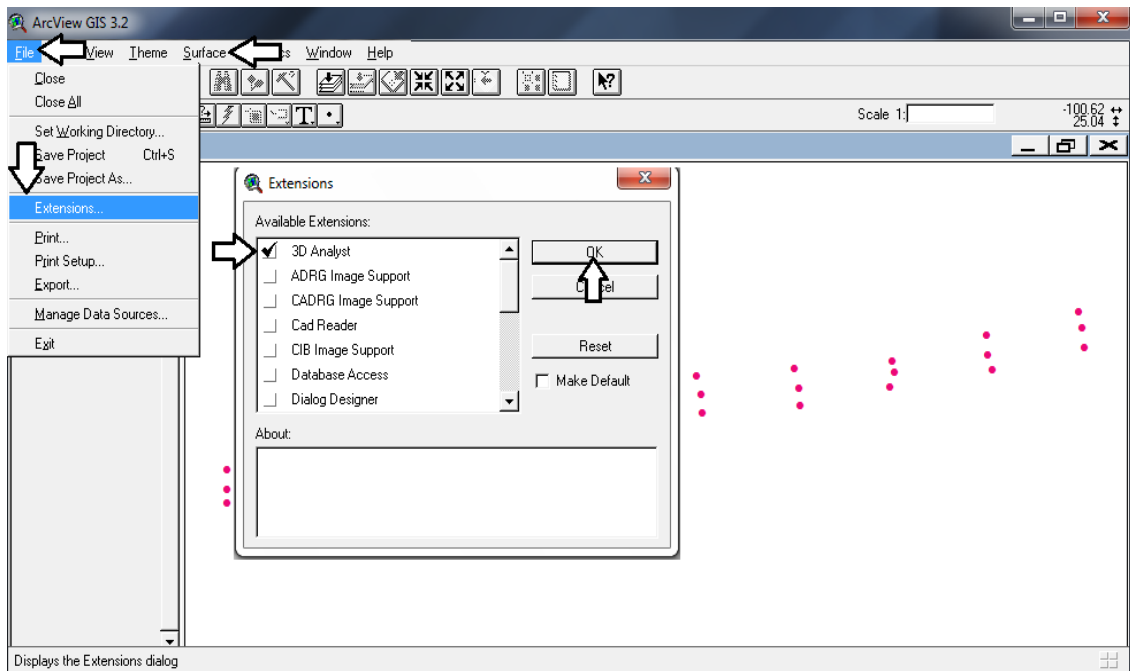 ArcView GIS 3.2
File View Theme Surface Window Help
Close
Close All
Set Working Directory...
Save Project Ctrl+S
Save Project As...
Extensions...
Print...
Print Setup...
Export...
Manage Data Sources...
Exit
Scale 1:
-100.62
25.04
Extensions
Available Extensions:
3D Analyst
ADRG Image Support
CADRG Image Support
Cad Reader
CIB Image Support
Database Access
Dialog Designer
OK
Cancel
Reset
Make Default
About:
Displays the Extensions dialog